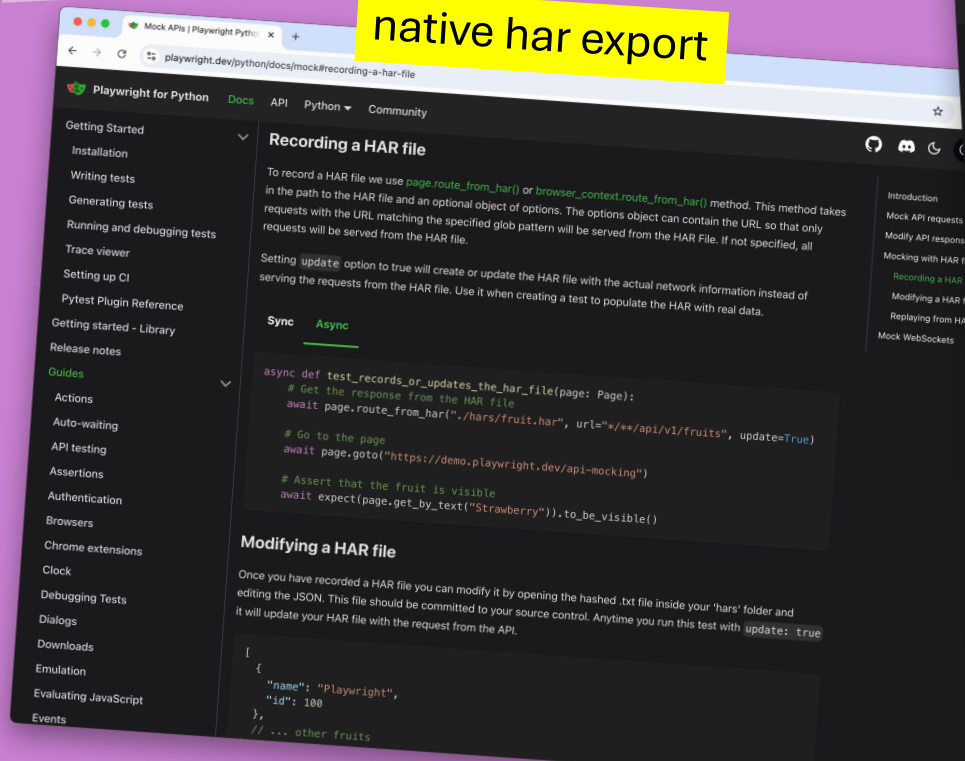 native har export
Mock APIs | Playwright Pytho
playwright.dev/python/docs/mock#recording-a-har-file
Playwright for Python
Docs
API
Python
Community
Getting Started
Installation
Writing tests
Generating tests
Running and debugging tests
Trace viewer
Setting up CI
Pytest Plugin Reference
Getting started - Library
Release notes
Guides
Actions
Auto-waiting
API testing
Assertions
Authentication
Browsers
Chrome extensions
Clock
Debugging Tests
Dialogs
Downloads
Emulation
Evaluating JavaScript
Events
Recording a HAR file
To record a HAR file we use page.route_from_har() or browser_context.route_from_har() method. This method takes
in the path to the HAR file and an optional object of options. The options object can contain the URL so that only
requests with the URL matching the specified glob pattern will be served from the HAR File. If not specified, all
requests will be served from the HAR file.
Setting update option to true will create or update the HAR file with the actual network information instead of
serving the requests from the HAR file. Use it when creating a test to populate the HAR with real data.
Sync
Async
async def test_records_or_updates_the_har_file(page: Page):
# Get the response from the HAR file
await page.route_from_har("./hars/fruit.har", url="*/**/api/v1/fruits", update=True)
# Go to the page
await page.goto("https://demo.playwright.dev/api-mocking")
# Assert that the fruit is visible
await expect(page.get_by_text("Strawberry")).to_be_visible()
Modifying a HAR file
Once you have recorded a HAR file you can modify it by opening the hashed .txt file inside your 'hars' folder and
editing the JSON. This file should be committed to your source control. Anytime you run this test with update: true
it will update your HAR file with the request from the API.
[
{
"name": "Playwright",
"id": 100
},
// ... other fruits
Introduction
Mock API requests
Modify API respons
Mocking with HAR f
Recording a HAR
Modifying a HAR f
Replaying from HA
Mock WebSockets